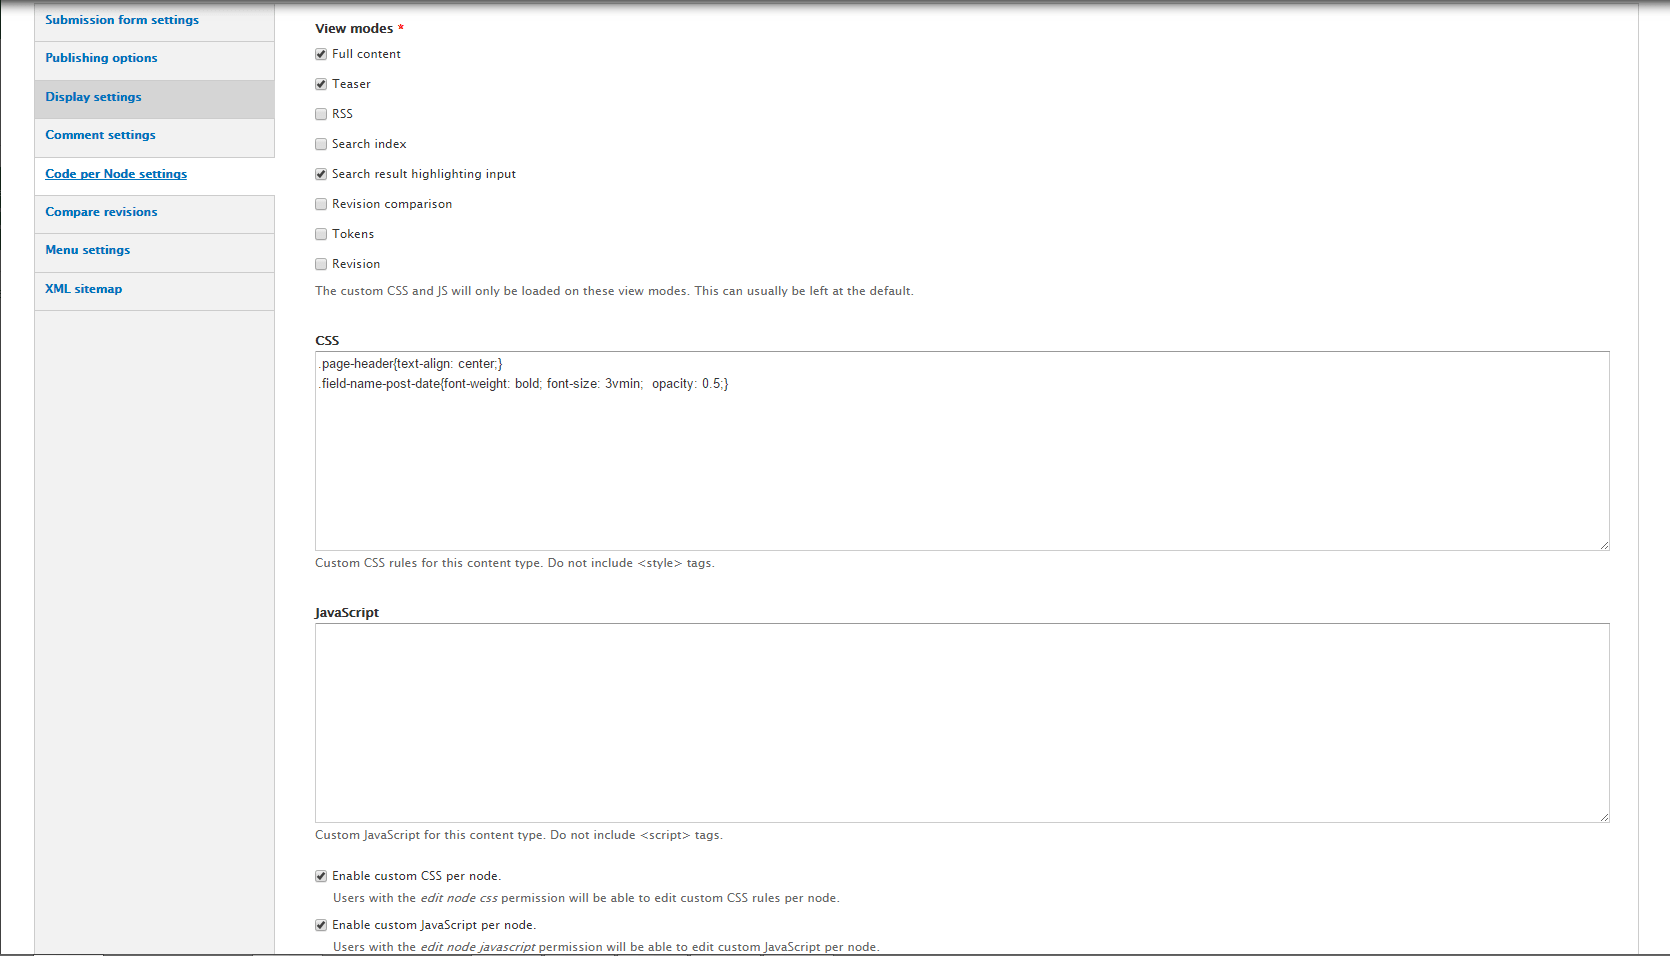 Submission form settings
Publishing options
Display settings
Comment settings
Code per Node settings
Compare revisions
Menu settings
XML sitemap
View modes *
Full content
Teaser
RSS
Search index
Search result highlighting input
Revision comparison
Tokens
Revision
The custom CSS and JS will only be loaded on these view modes. This can usually be left at the default.
CSS
.page-header{text-align: center;}
.field-name-post-date{font-weight: bold; font-size: 3vmin;  opacity: 0.5;}
Custom CSS rules for this content type. Do not include <style> tags.
JavaScript
Custom JavaScript for this content type. Do not include <script> tags.
Enable custom CSS per node.
Users with the edit node css permission will be able to edit custom CSS rules per node.
Enable custom JavaScript per node.
Users with the edit node javascript permission will be able to edit custom JavaScript per node.